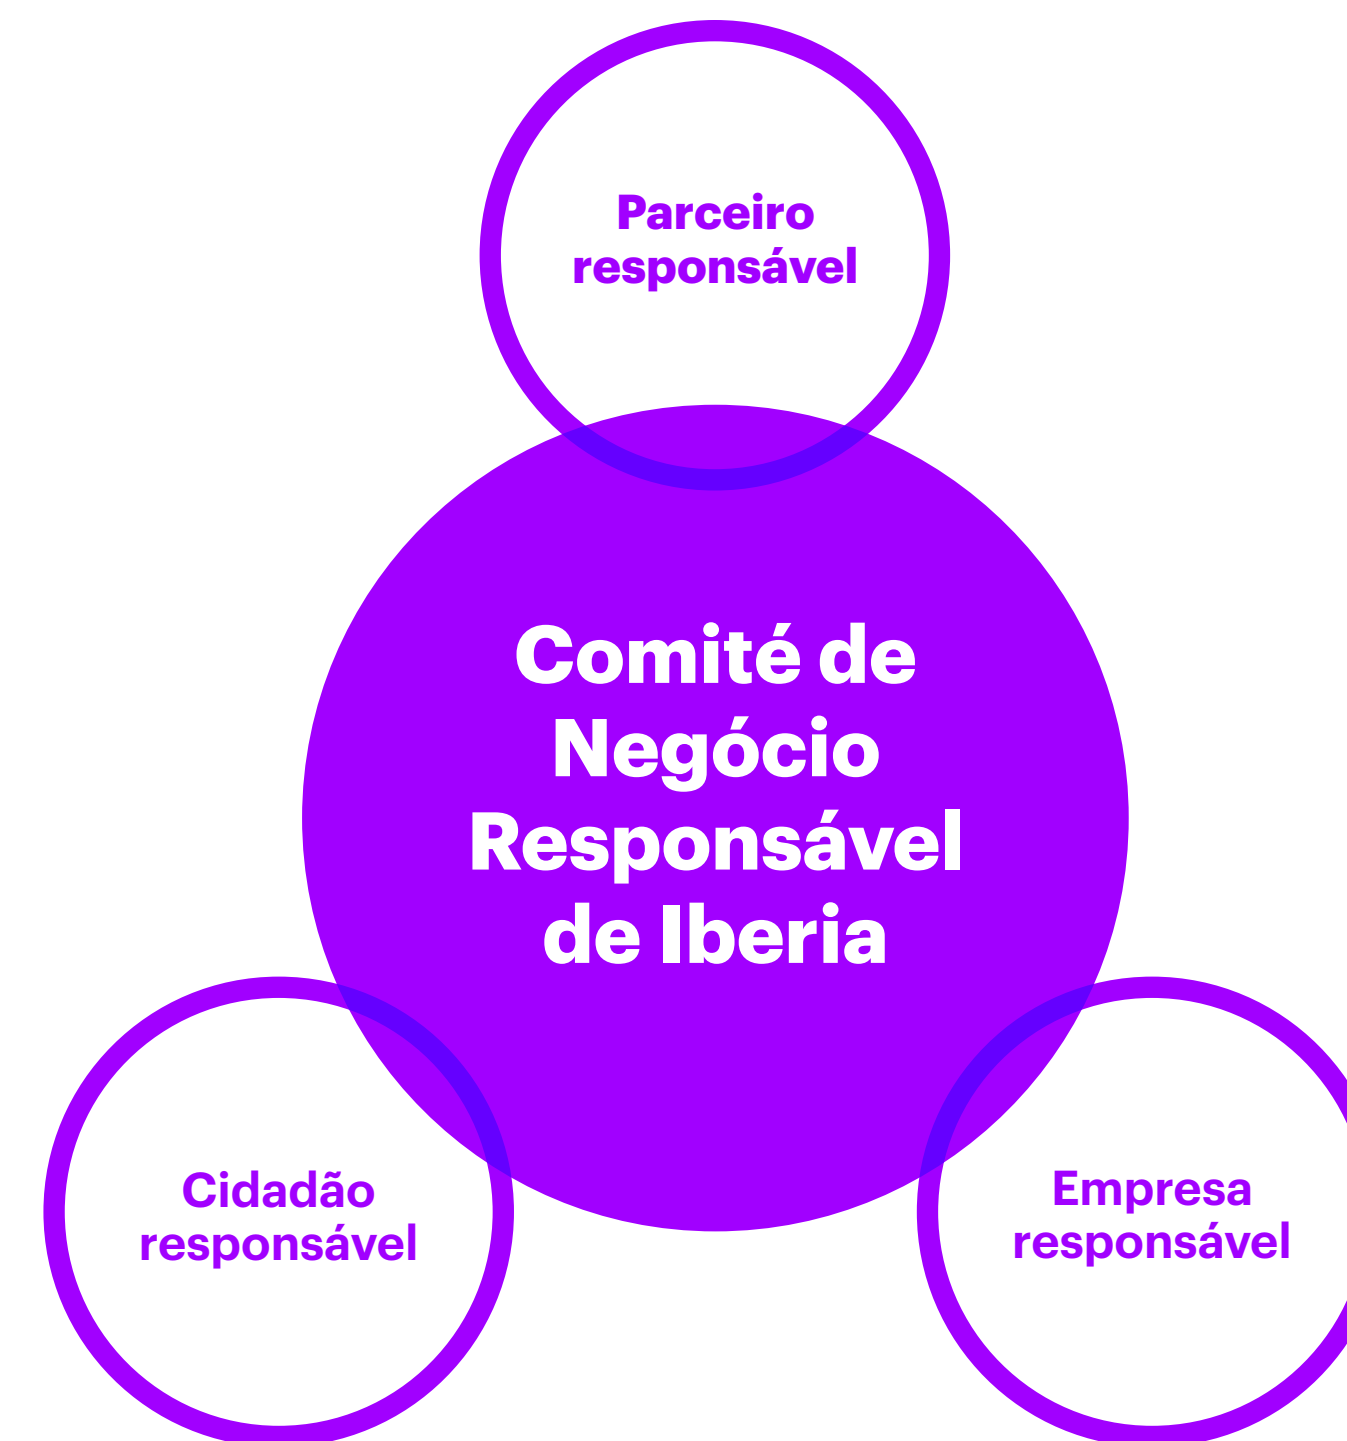 Parceiro
responsável
Comité de
Negócio
Responsável
de Iberia
Cidadão
responsável
Empresa
responsável